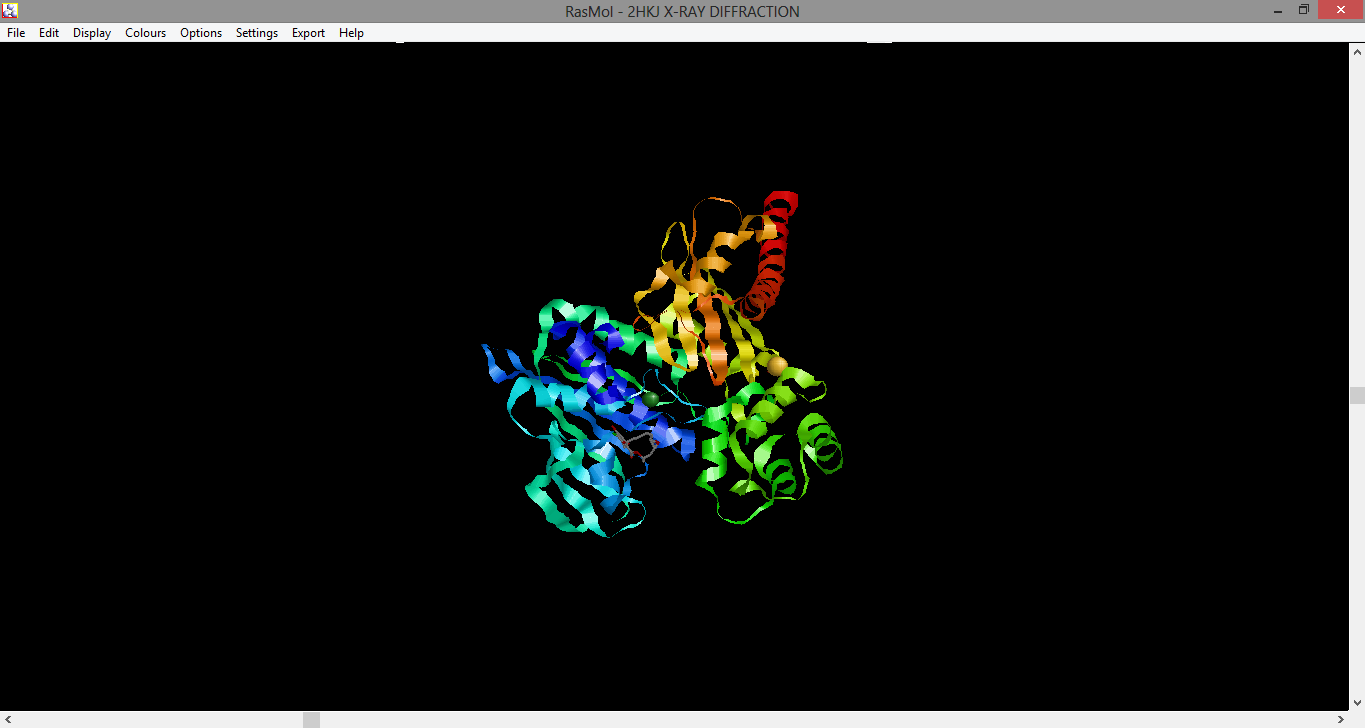 RasMol - 2HKJ X-RAY DIFFRACTION
File Edit Display Colours Options Settings Export Help